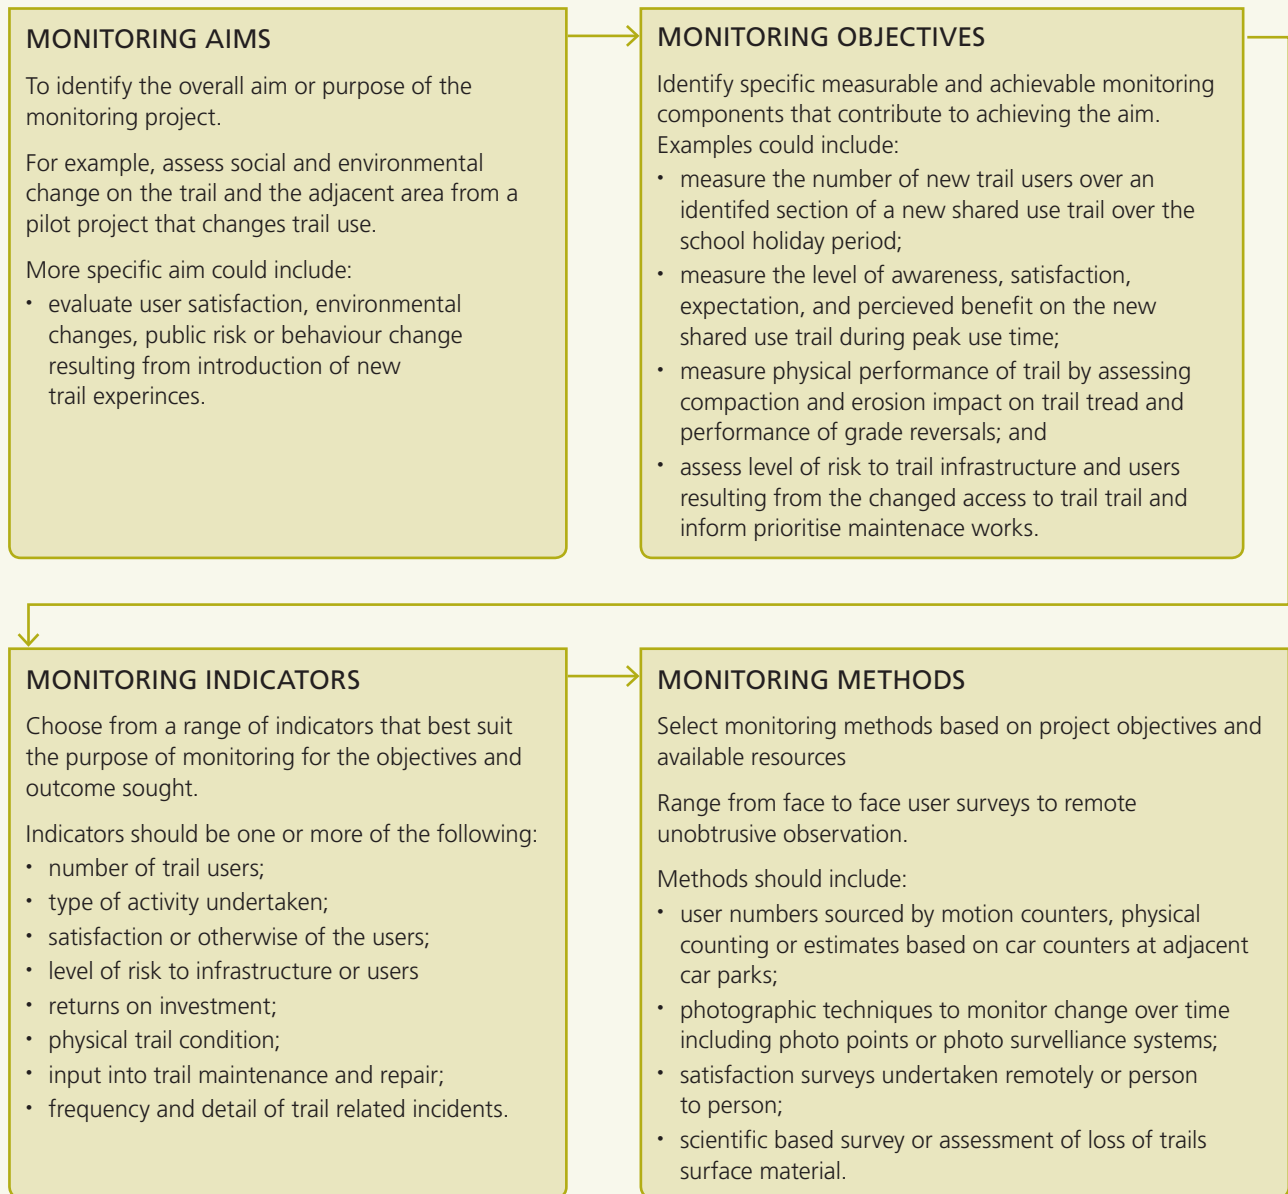 MONITORING AIMS
To identify the overall aim or purpose of the
monitoring project.
For example, assess social and environmental
change on the trail and the adjacent area from a
pilot project that changes trail use.
More specific aim could include:
• evaluate user satisfaction, environmental
changes, public risk or behaviour change
resulting from introduction of new
trail experinces.
MONITORING OBJECTIVES
Identify specific measurable and achievable monitoring
components that contribute to achieving the aim.
Examples could include:
• measure the number of new trail users over an
identifed section of a new shared use trail over the
school holiday period;
• measure the level of awareness, satisfaction,
expectation, and percieved benefit on the new
shared use trail during peak use time;
• measure physical performance of trail by assessing
compaction and erosion impact on trail tread and
performance of grade reversals; and
• assess level of risk to trail infrastructure and users
resulting from the changed access to trail trail and
inform prioritise maintenace works.
MONITORING INDICATORS
Choose from a range of indicators that best suit
the purpose of monitoring for the objectives and
outcome sought.
Indicators should be one or more of the following:
• number of trail users;
• type of activity undertaken;
• satisfaction or otherwise of the users;
• level of risk to infrastructure or users
• returns on investment;
• physical trail condition;
• input into trail maintenance and repair;
• frequency and detail of trail related incidents.
MONITORING METHODS
Select monitoring methods based on project objectives and
available resources
Range from face to face user surveys to remote
unobtrusive observation.
Methods should include:
• user numbers sourced by motion counters, physical
counting or estimates based on car counters at adjacent
car parks;
• photographic techniques to monitor change over time
including photo points or photo survelliance systems;
• satisfaction surveys undertaken remotely or person
to person;
• scientific based survey or assessment of loss of trails
surface material.